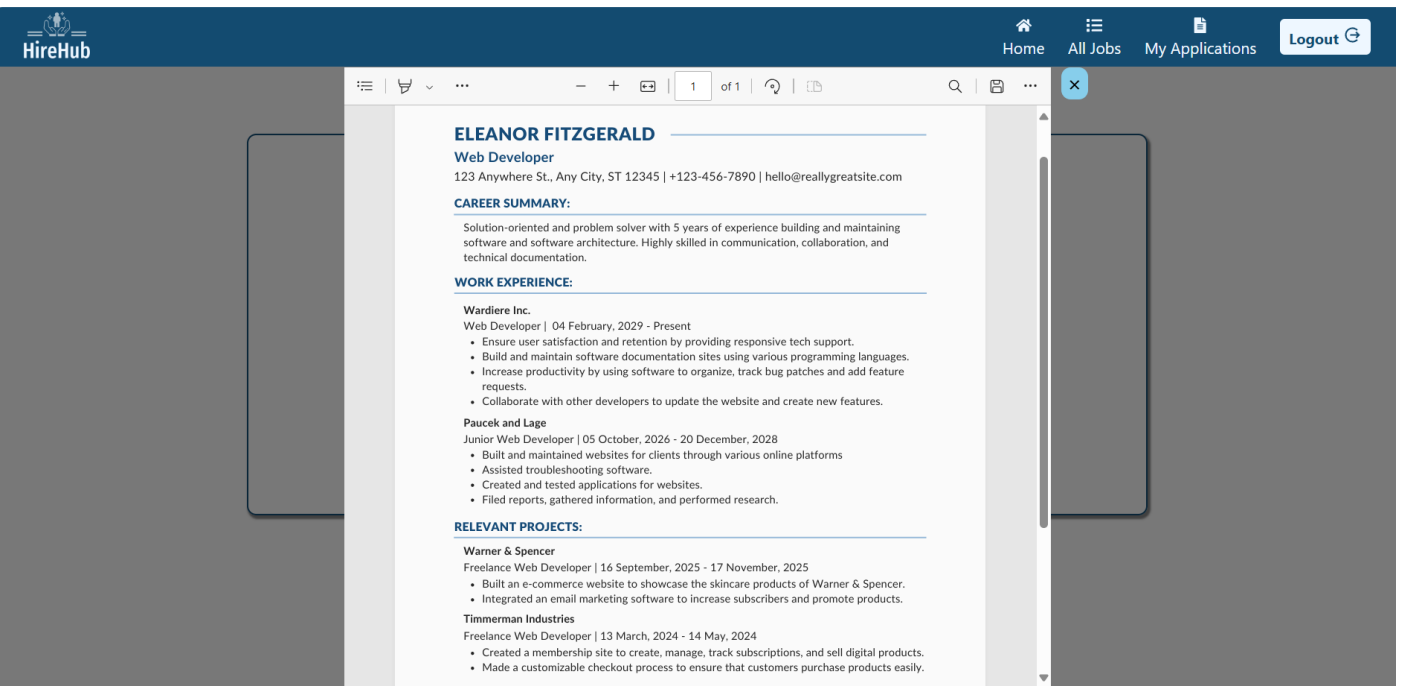 HireHub
Home
All Jobs
My Applications
Logout
1 of 1
ELEANOR FITZGERALD
Web Developer
123 Anywhere St., Any City, ST 12345 | +123-456-7890 | hello@reallygreatsite.com
CAREER SUMMARY:
Solution-oriented and problem solver with 5 years of experience building and maintaining
software and software architecture. Highly skilled in communication, collaboration, and
technical documentation.
WORK EXPERIENCE:
Wardiere Inc.
Web Developer | 04 February, 2029 - Present
• Ensure user satisfaction and retention by providing responsive tech support.
• Build and maintain software documentation sites using various programming languages.
• Increase productivity by using software to organize, track bug patches and add feature
requests.
• Collaborate with other developers to update the website and create new features.
Paucek and Lage
Junior Web Developer | 05 October, 2026 - 20 December, 2028
• Built and maintained websites for clients through various online platforms
• Assisted troubleshooting software.
• Created and tested applications for websites.
• Filed reports, gathered information, and performed research.
RELEVANT PROJECTS:
Warner & Spencer
Freelance Web Developer | 16 September, 2025 - 17 November, 2025
• Built an e-commerce website to showcase the skincare products of Warner & Spencer.
• Integrated an email marketing software to increase subscribers and promote products.
Timmerman Industries
Freelance Web Developer | 13 March, 2024 - 14 May, 2024
• Created a membership site to create, manage, track subscriptions, and sell digital products.
• Made a customizable checkout process to ensure that customers purchase products easily.